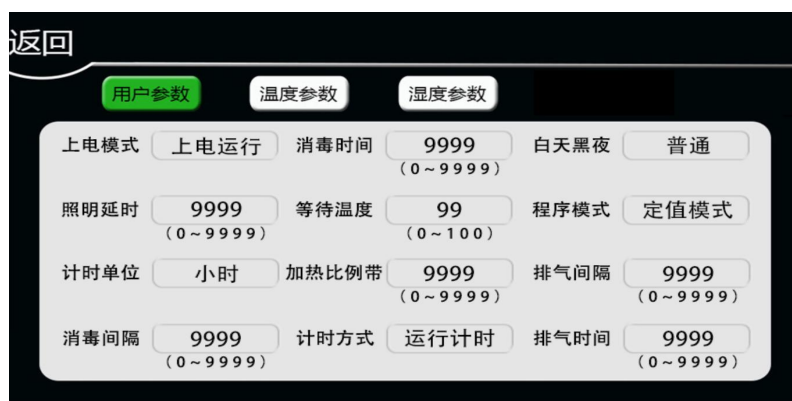 返回
用户参数 温度参数 湿度参数
上电模式 上电运行 消毒时间 9999 白天黑夜 普通
(0~9999)
照明延时 9999 等待温度 99 程序模式 定值模式
(0~9999) (0~100)
计时单位 小时 加热比例带 9999 排气间隔 9999
(0~9999) (0~9999)
消毒间隔 9999 计时方式 运行计时 排气时间 9999
(0~9999) (0~9999)